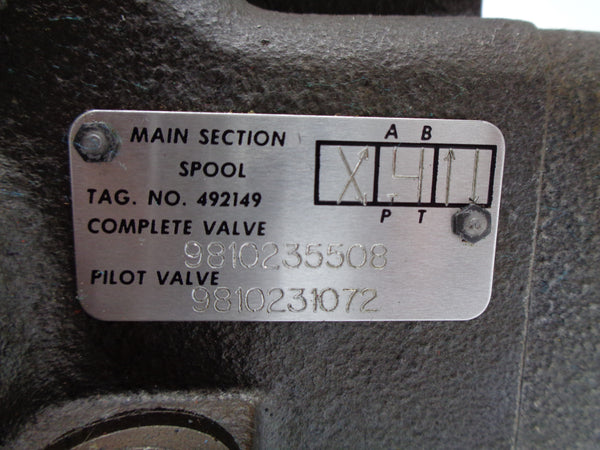 MAIN SECTION
SPOOL
A B
P T
TAG. NO. 492149
COMPLETE VALVE
9810235508
PILOT VALVE
9810231072